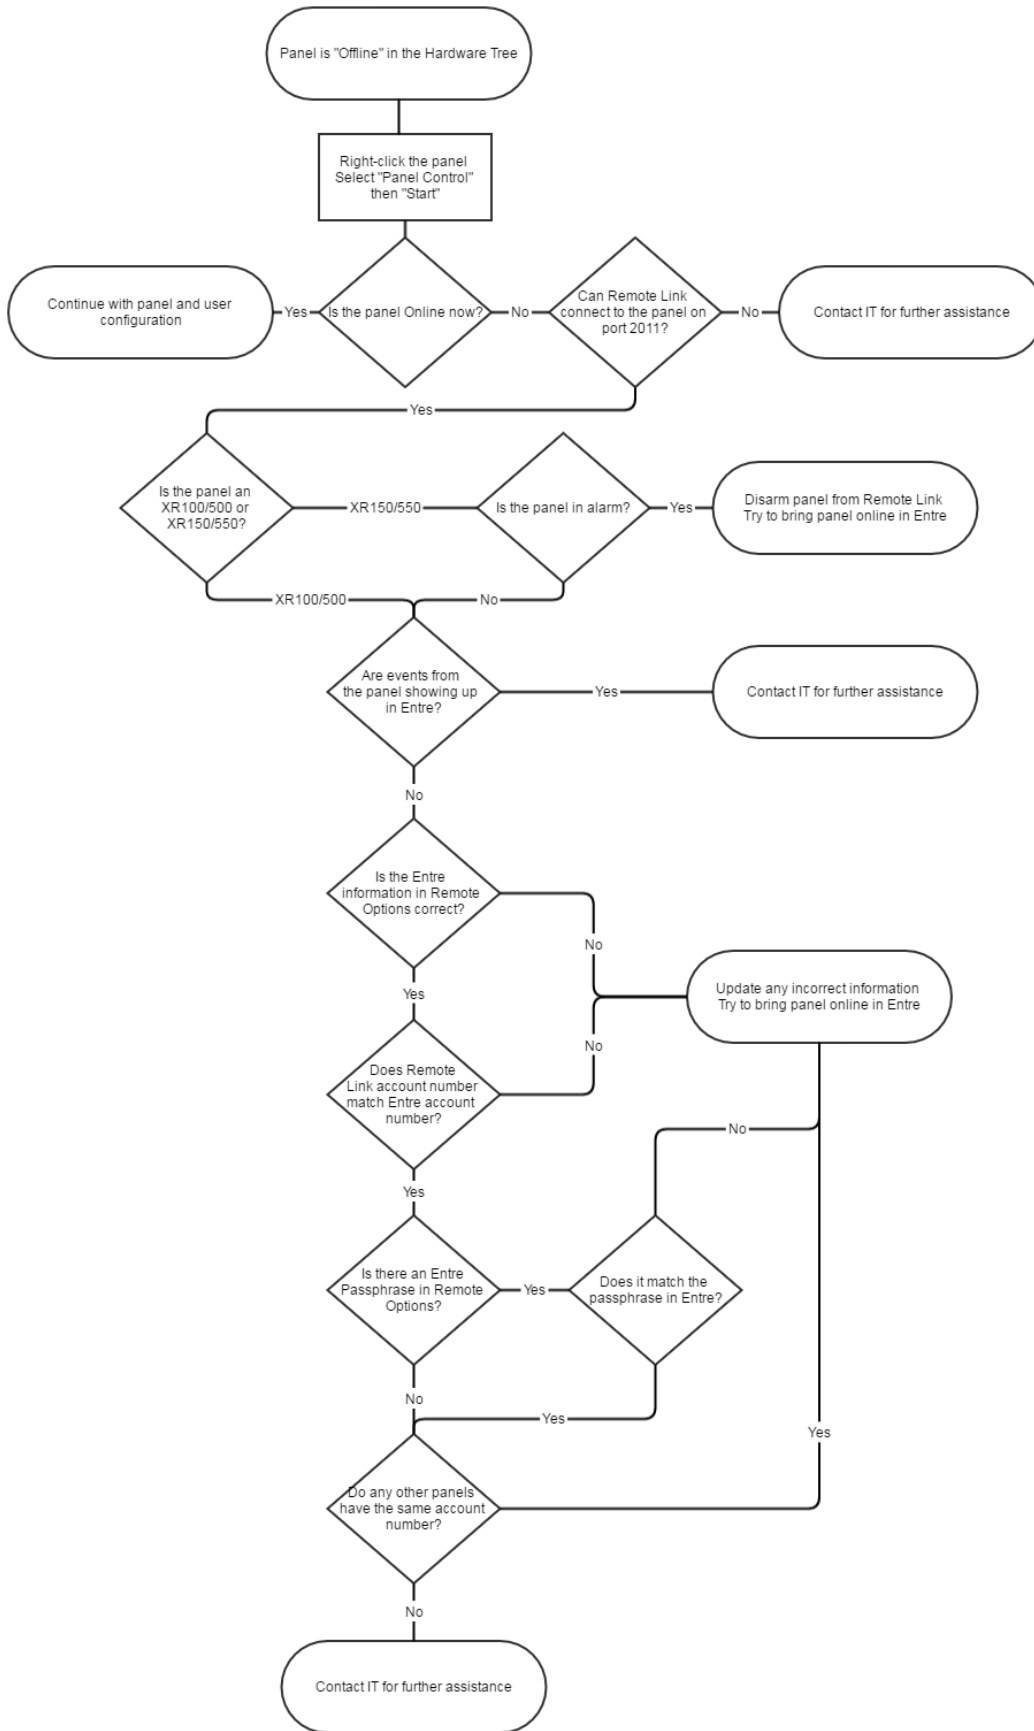 Panel is "Offline" in the Hardware Tree
Right-click the panel
Select "Panel Control"
then "Start"
Continue with panel and user
configuration
Yes
Is the panel Online now?
No
Can Remote Link
connect to the panel on
port 2011?
No
Contact IT for further assistance
Yes
Is the panel an
XR100/500 or
XR150/550?
XR150/550
Is the panel in alarm?
Yes
Disarm panel from Remote Link
Try to bring panel online in Entre
XR100/500
No
Are events from
the panel showing up
in Entre?
Yes
Contact IT for further assistance
No
Is the Entre
information in Remote
Options correct?
No
Yes
Update any incorrect information
Try to bring panel online in Entre
No
Does Remote
Link account number
match Entre account
number?
No
Yes
Is there an Entre
Passphrase in Remote
Options?
Yes
Does it match the
passphrase in Entre?
No
Yes
Yes
Do any other panels
have the same account
number?
No
Contact IT for further assistance